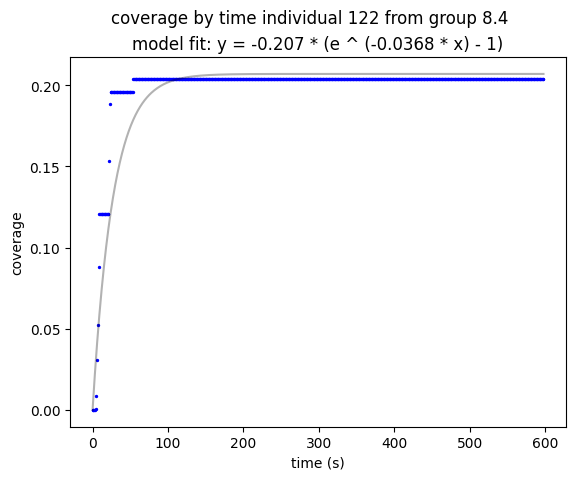 coverage by time individual 122 from group 8.4
model fit: y = -0.207 * (e ^ (-0.0368 * x) - 1)
0.20
0.15
0.10
0.05
0.00
coverage
0 100 200 300 400 500 600
time (s)